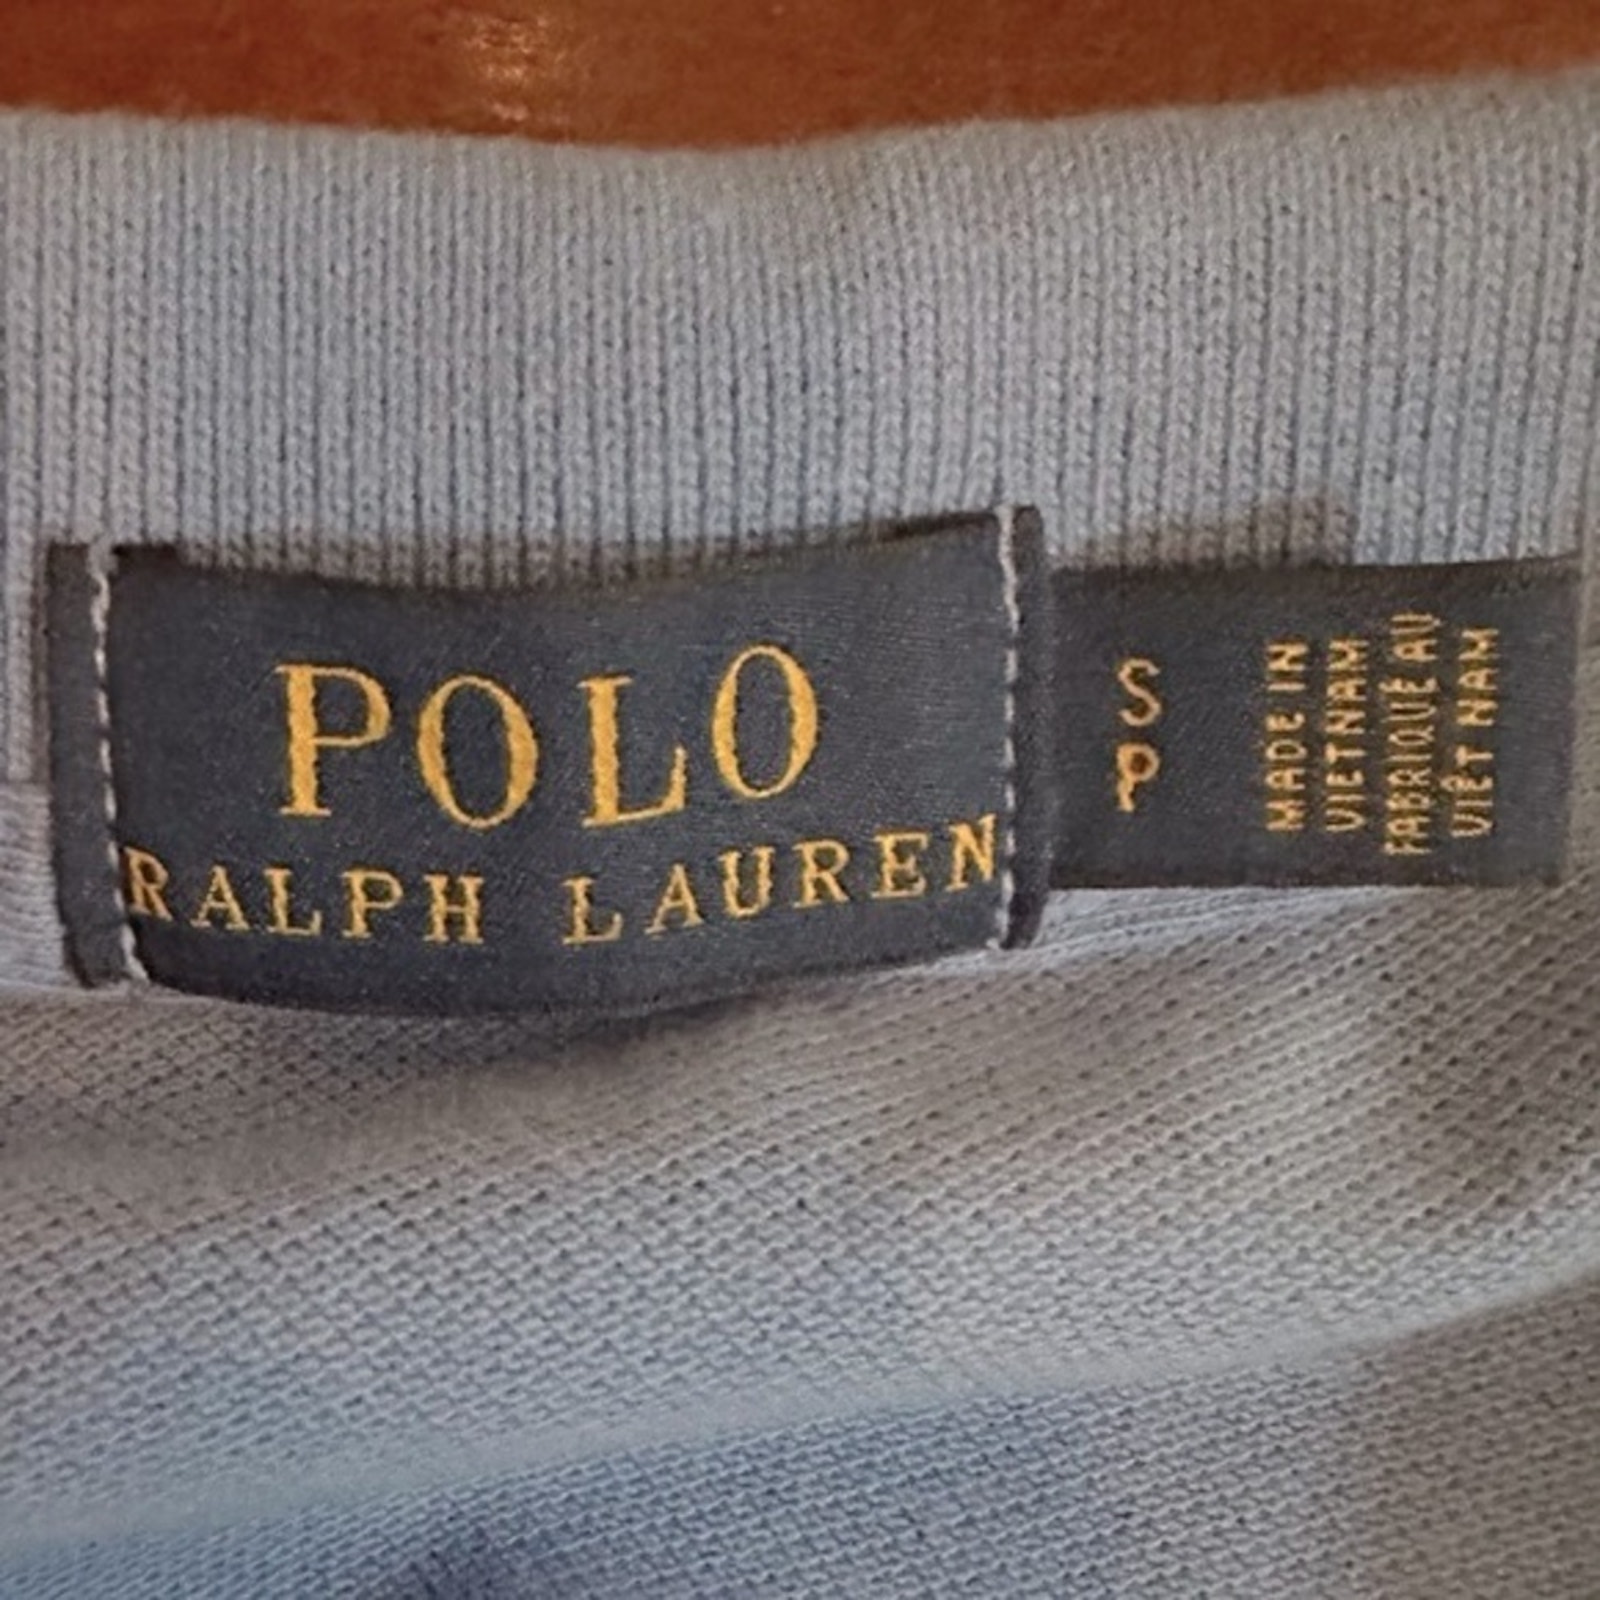 POLO
RALPH LAUREN
S
P
MADE IN
VIETNAM
FABRIQUÉ AU
VIÊT NAM